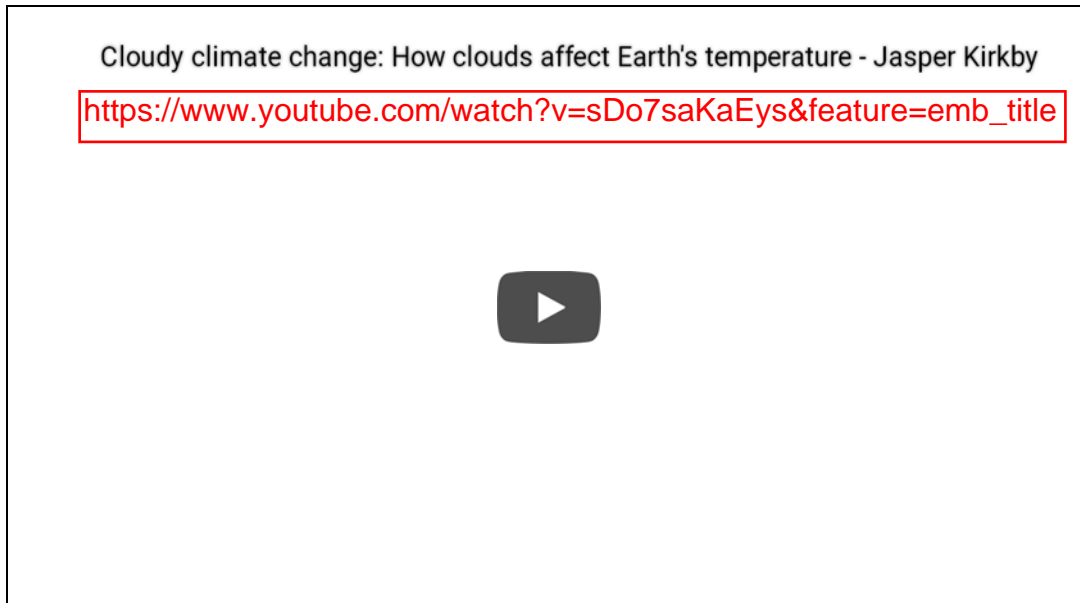 Cloudy climate change: How clouds affect Earth's temperature - Jasper Kirkby
https://www.youtube.com/watch?v=sDo7saKaEys&feature=emb_title